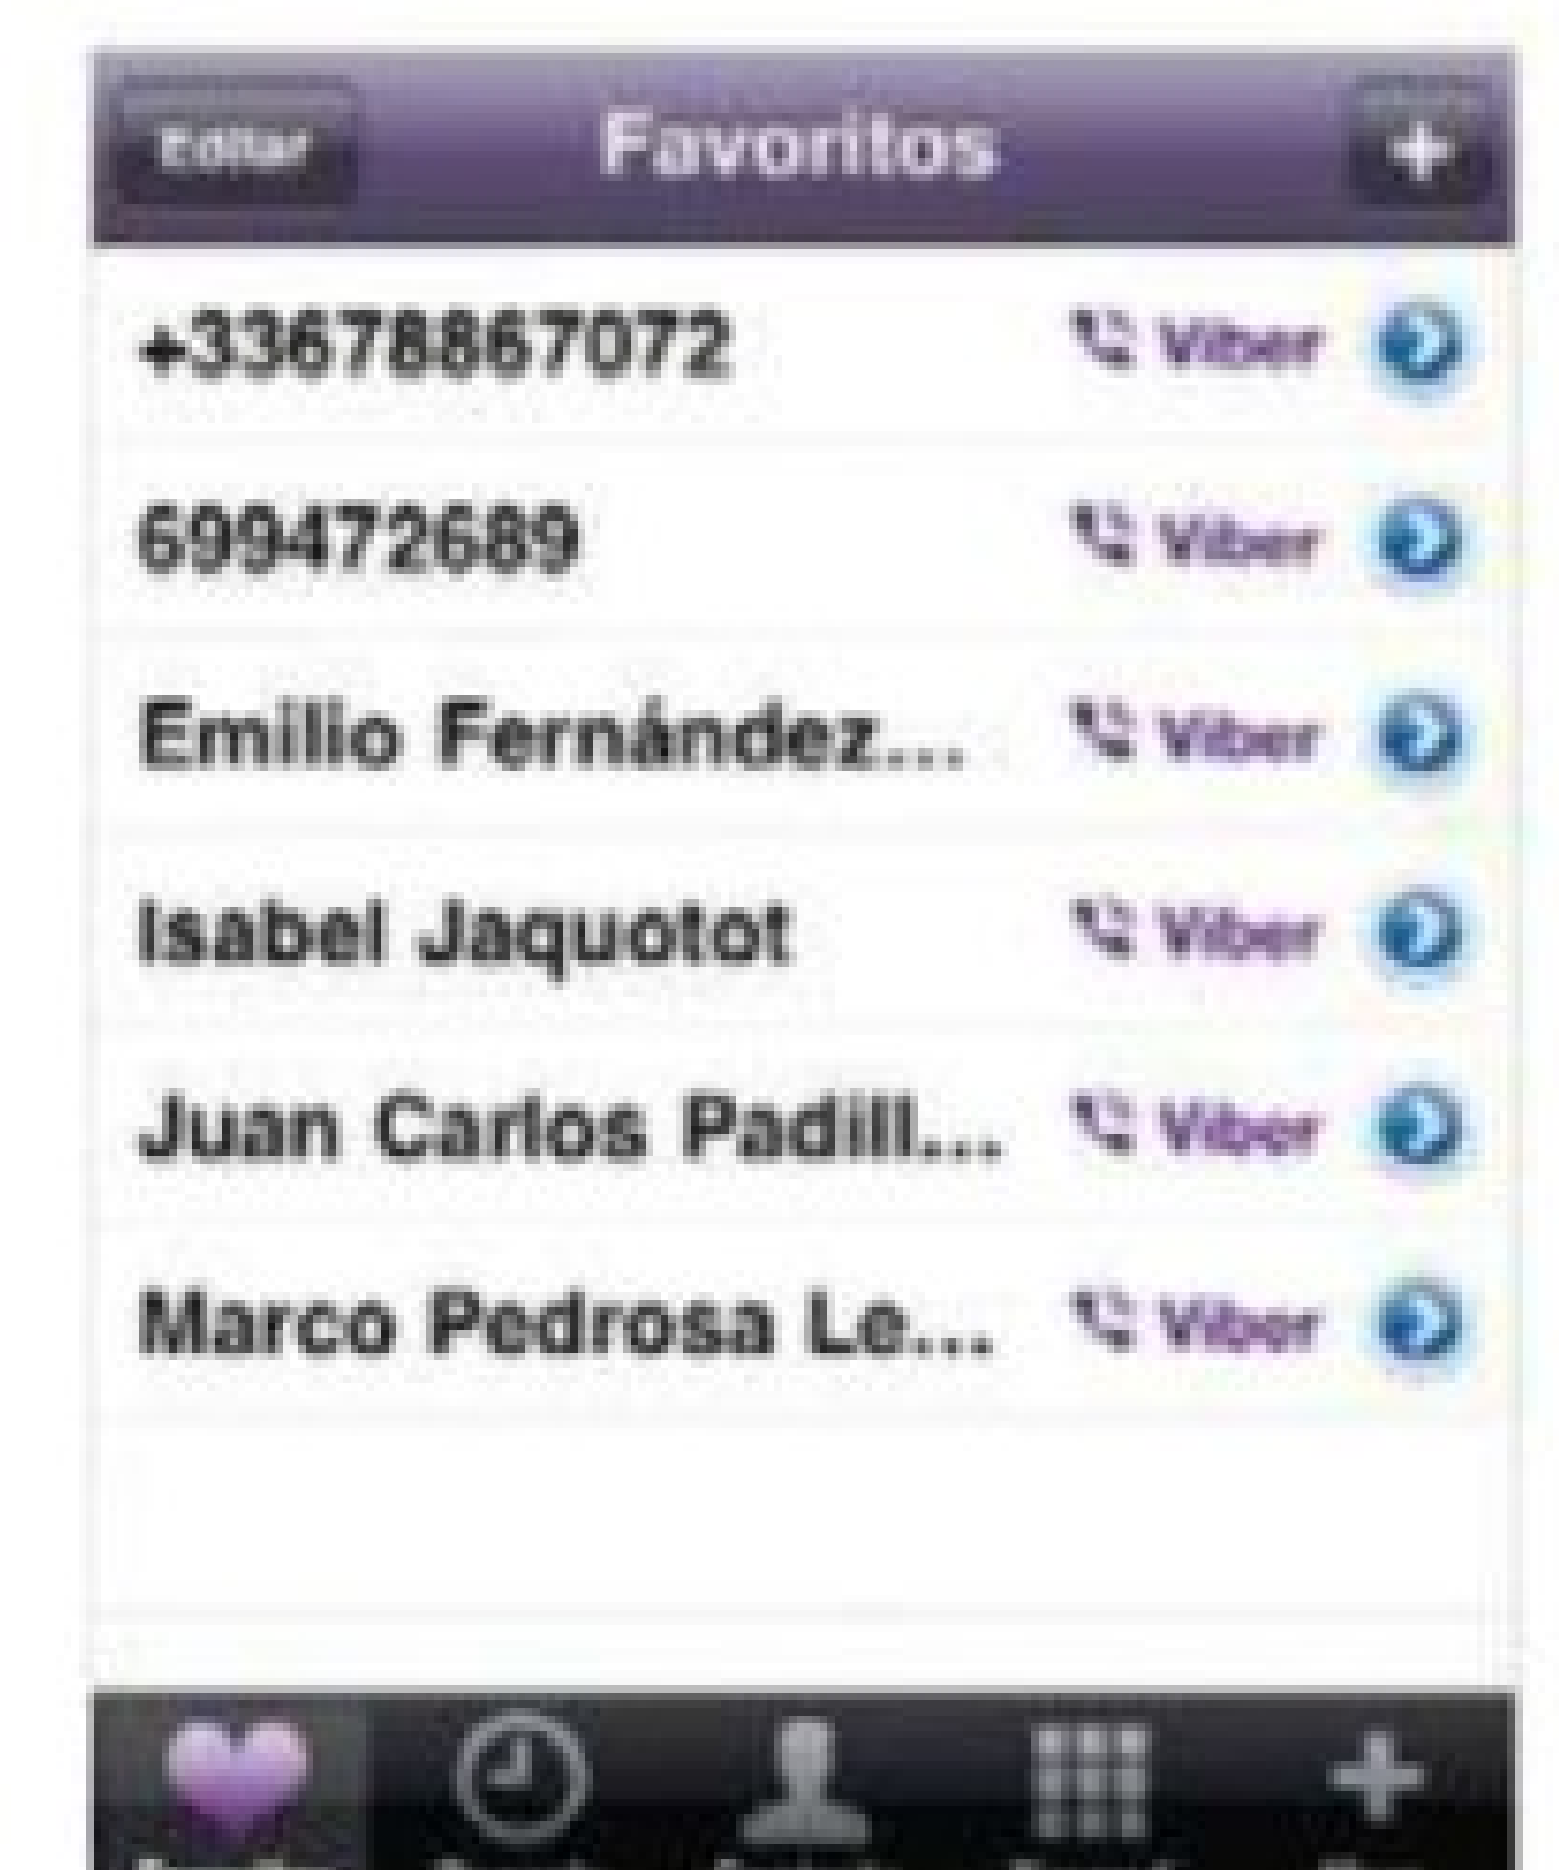 Editar Favoritos +
+33678867072 Viber
699472689 Viber
Emilio Fernández... Viber
Isabel Jaquotot Viber
Juan Carlos Padill... Viber
Marco Pedrosa Le... Viber